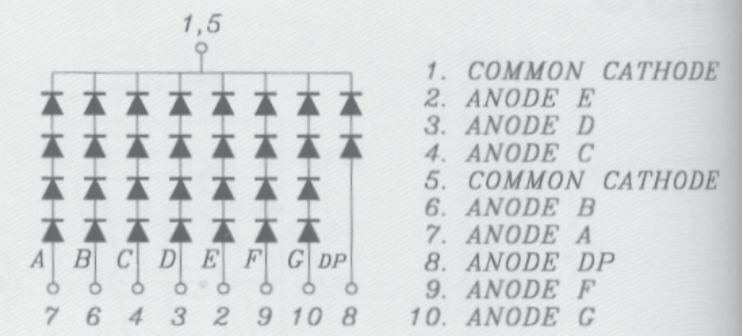 1,5
A B C D E F G DP
7 6 4 3 2 9 10 8
1. COMMON CATHODE
2. ANODE E
3. ANODE D
4. ANODE C
5. COMMON CATHODE
6. ANODE B
7. ANODE A
8. ANODE DP
9. ANODE F
10. ANODE G